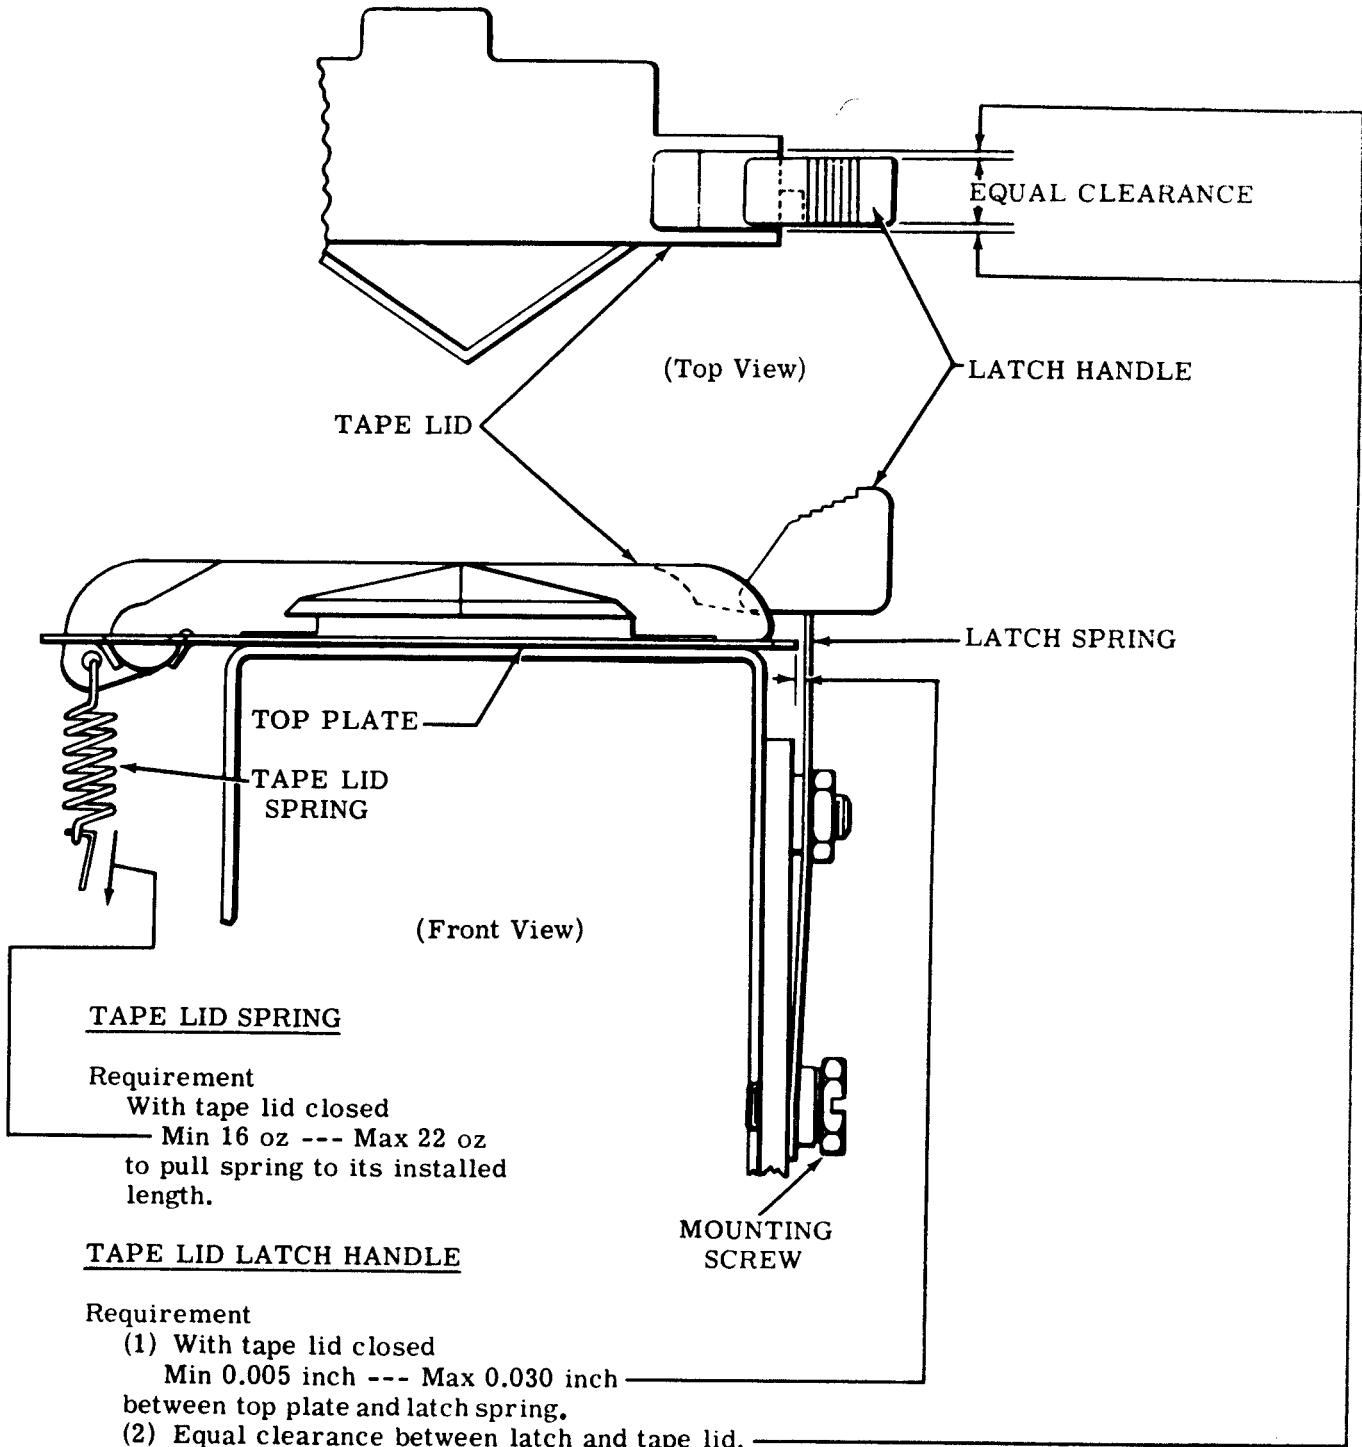 EQUAL CLEARANCE
(Top View)
LATCH HANDLE
TAPE LID
LATCH SPRING
TOP PLATE
TAPE LID
SPRING
(Front View)
TAPE LID SPRING
Requirement
With tape lid closed
Min 16 oz --- Max 22 oz
to pull spring to its installed
length.
MOUNTING
SCREW
TAPE LID LATCH HANDLE
Requirement
(1) With tape lid closed
Min 0.005 inch --- Max 0.030 inch
between top plate and latch spring.
(2) Equal clearance between latch and tape lid.